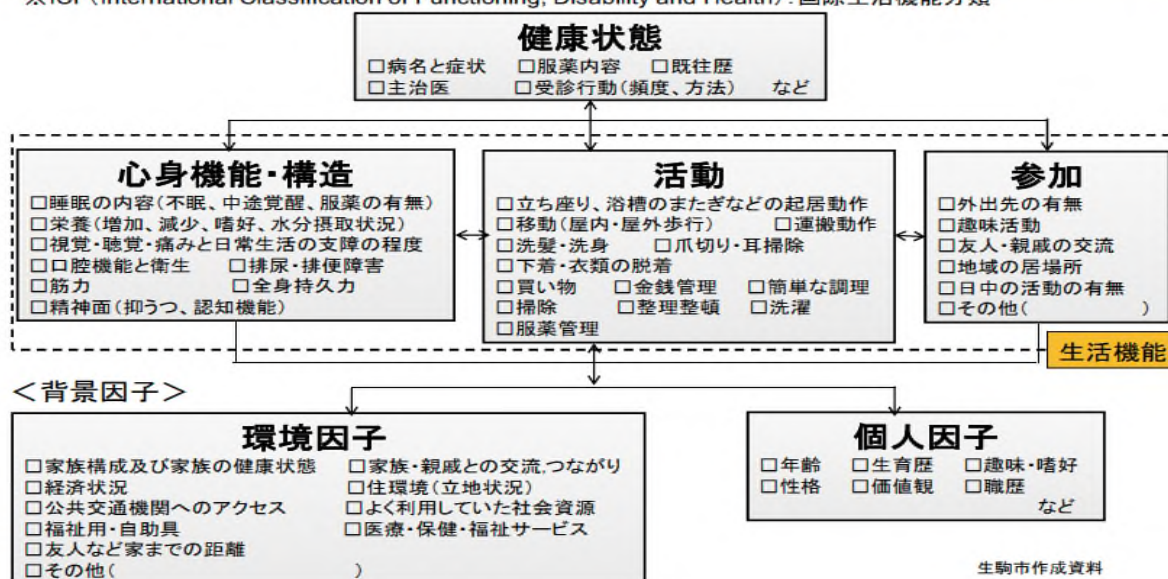 ※ICF（International Classification of Functioning, Disability and Health）：国際生活機能分類
健康状態
□病名と症状　□服薬内容　□既往歴
□主治医　□受診行動（頻度、方法）　など
心身機能・構造
□睡眠の内容（不眠、中途覚醒、服薬の有無）
□栄養（増加、減少、嗜好、水分摂取状況）
□視覚・聴覚・痛みと日常生活の支障の程度
□口腔機能と衛生　□排尿・排便障害
□筋力　□全身持久力
□精神面（抑うつ、認知機能）
活動
□立ち座り、浴槽のまたぎなどの起居動作
□移動（屋内・屋外歩行）　□運搬動作
□洗髪・洗身　□爪切り・耳掃除
□下着・衣類の脱着
□買い物　□金銭管理　□簡単な調理
□掃除　□整理整頓　□洗濯
□服薬管理
参加
□外出先の有無
□趣味活動
□友人・親戚の交流
□地域の居場所
□日中の活動の有無
□その他（　　　　　）
生活機能
＜背景因子＞
環境因子
□家族構成及び家族の健康状態　□家族・親戚との交流,つながり
□経済状況　□住環境（立地状況）
□公共交通機関へのアクセス　□よく利用していた社会資源
□福祉用・自助具　□医療・保健・福祉サービス
□友人など家までの距離
□その他（　　　　　）
個人因子
□年齢　□生育歴　□趣味・嗜好
□性格　□価値観　□職歴
など
生駒市作成資料